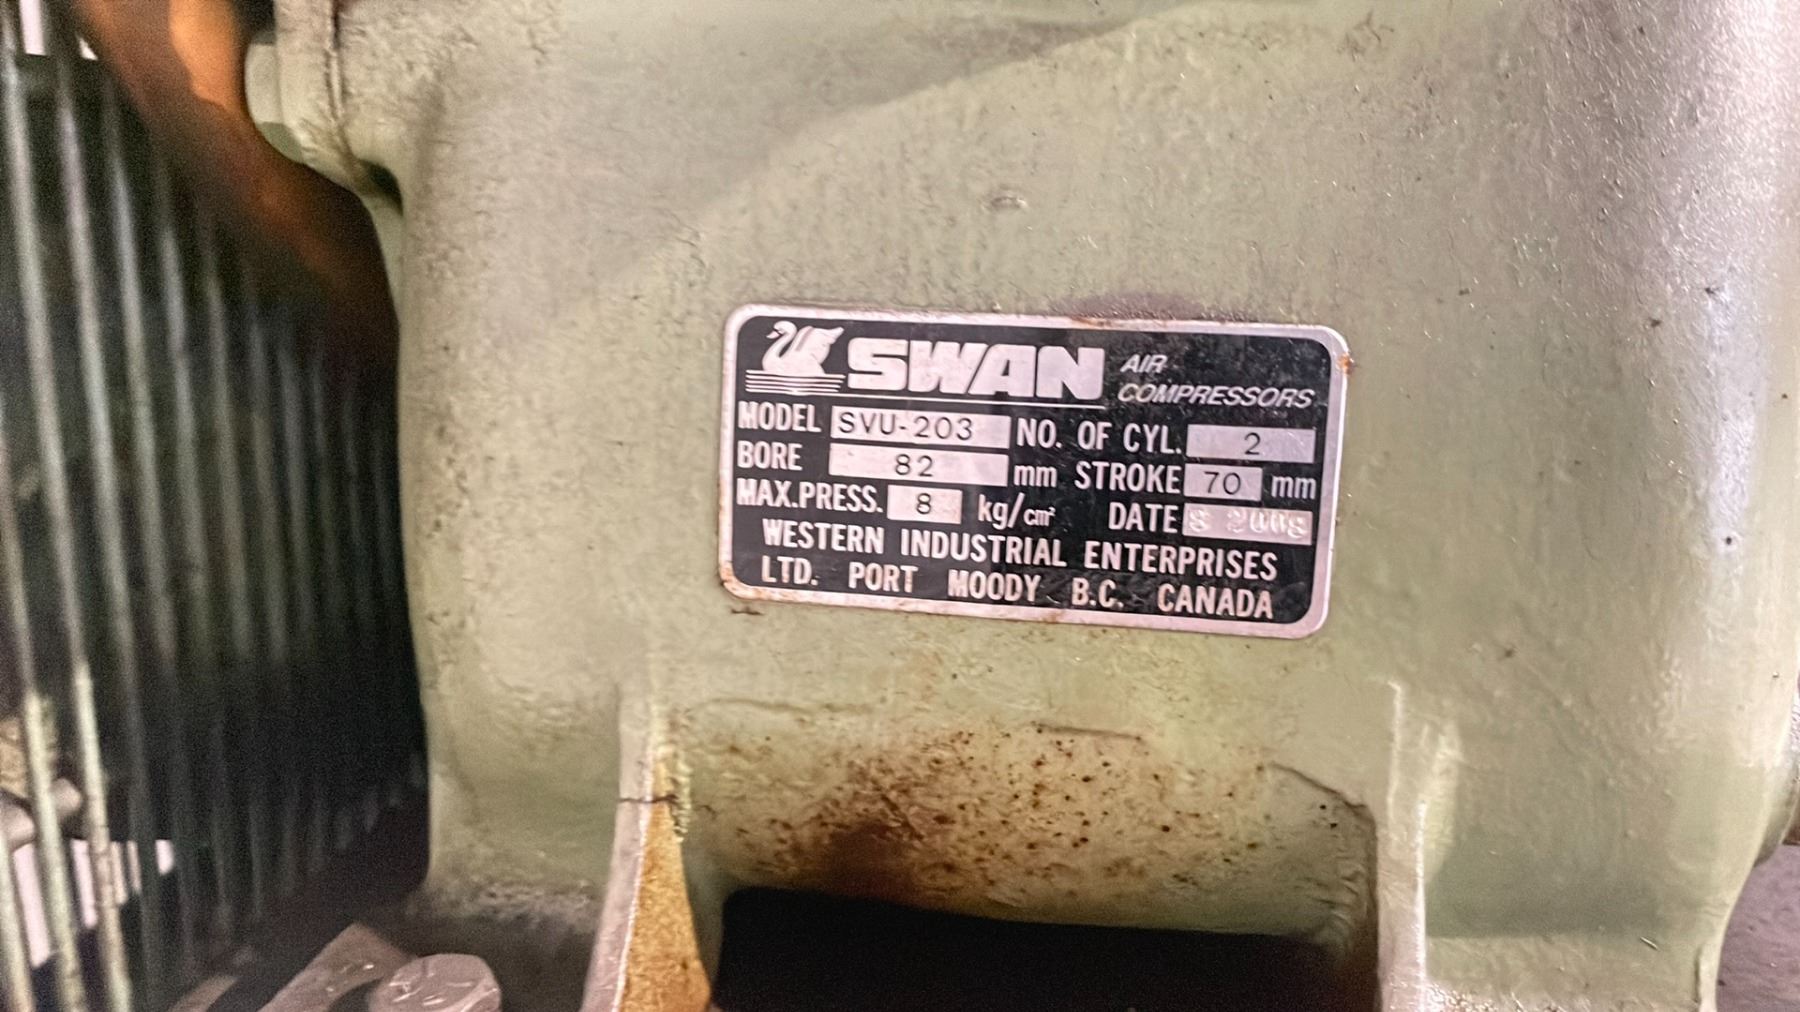 SWAN AIR
COMPRESSORS
MODEL SVU-203 NO. OF CYL. 2
BORE 82 mm STROKE 70 mm
MAX.PRESS. 8 kg/cm² DATE
WESTERN INDUSTRIAL ENTERPRISES
LTD. PORT MOODY B.C. CANADA